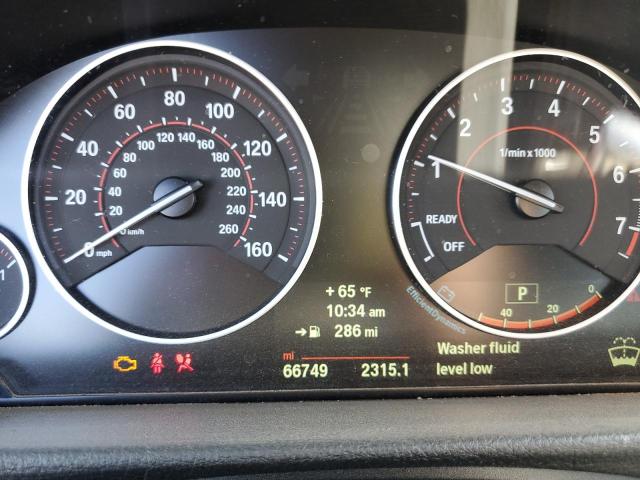 0 20 40 60 80 100 120 140 160
mph
0 20 40 60 80 100 120 140 160 180 200 220 240 260
km/h
1 2 3 4 5 6 7
1/min x 1000
READY
OFF
P
40 20 0
EfficientDynamics
+ 65 °F
10:34 am
286 mi
mi
66749 2315.1
Washer fluid
level low
1